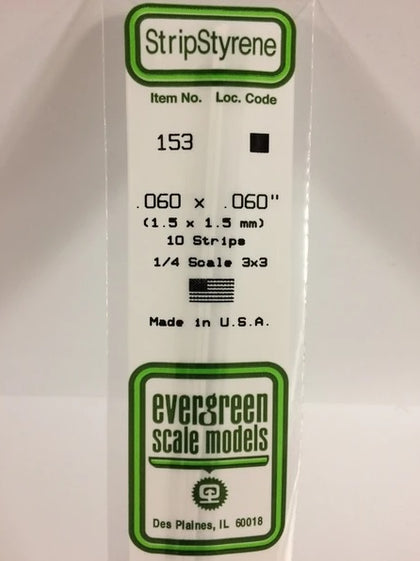 StripStyrene
Item No. Loc. Code
153
.060 x .060"
(1.5 x 1.5 mm)
10 Strips
1/4 Scale 3x3
Made in U.S.A.
evergreen
scale models
Des Plaines, IL 60018